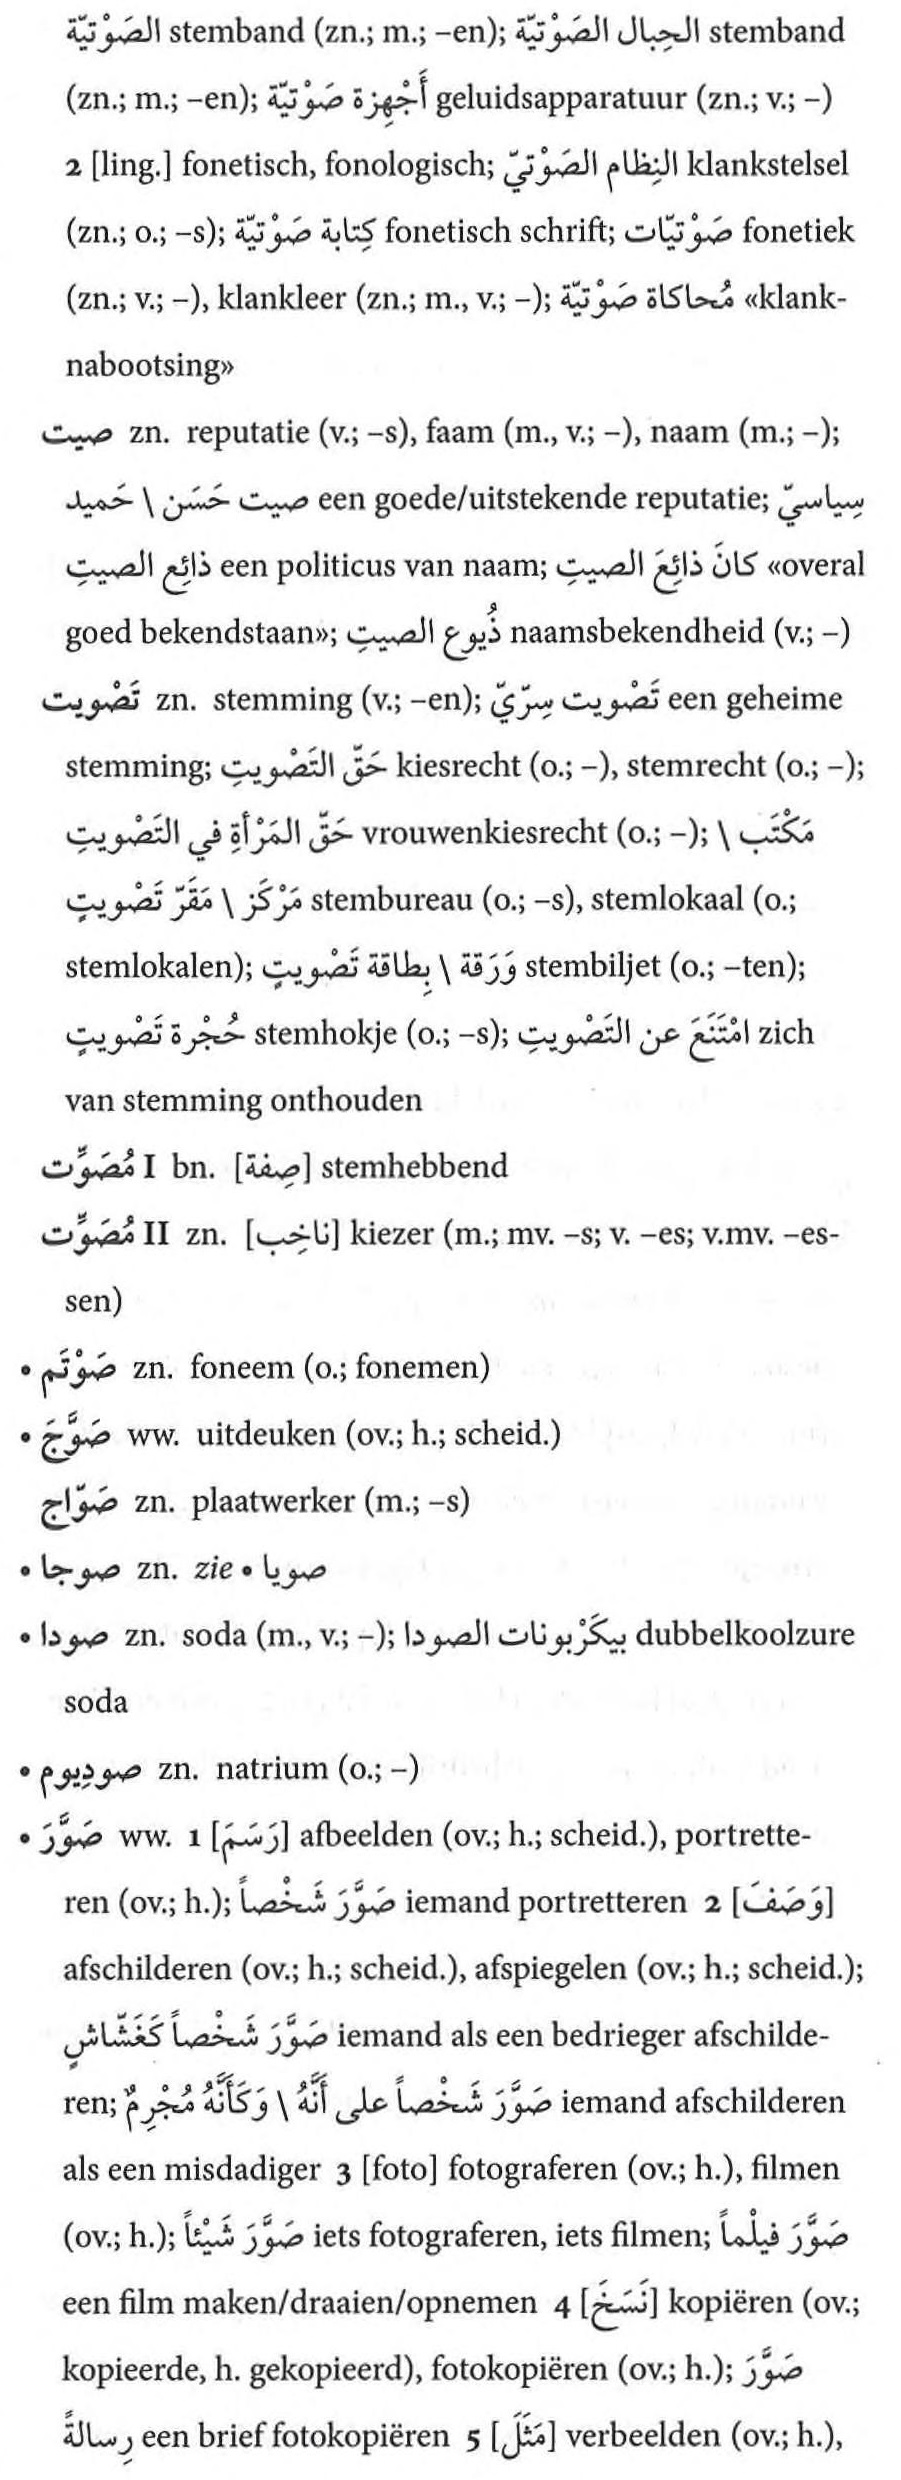 الصَوْتيّة stemband (zn.; m.; –en); الحِبال الصَوْتيّة stemband
(zn.; m.; –en); أَجْهِزة صَوْتيّة geluidsapparatuur (zn.; v.; –)
2 [ling.] fonetisch, fonologisch; النِظام الصَوْتيّ klankstelsel
(zn.; o.; –s); كِتابة صَوْتيّة fonetisch schrift; صَوْتيّات fonetiek
(zn.; v.; –), klankleer (zn.; m., v.; –); مُحاكاة صَوْتيّة «klank-
nabootsing»
صيت zn. reputatie (v.; –s), faam (m., v.; –), naam (m.; –);
صيت حَسَن \ حَميد een goede/uitstekende reputatie; سِياسيّ
ذائِع الصيتِ een politicus van naam; كانَ ذائِعَ الصيتِ «overal
goed bekendstaan»; ذُيوع الصيتِ naamsbekendheid (v.; –)
تَصْويت zn. stemming (v.; –en); تَصْويت سِرّيّ een geheime
stemming; حَقّ التَصْويتِ kiesrecht (o.; –), stemrecht (o.; –);
حَقّ المَرْأةِ في التَصْويتِ vrouwenkiesrecht (o.; –); مَكْتَب \
مَرْكَز \ مَقَرّ تَصْويتٍ stembureau (o.; –s), stemlokaal (o.;
stemlokalen); وَرَقة \ بِطاقة تَصْويتٍ stembiljet (o.; –ten);
حُجْرة تَصْويتٍ stemhokje (o.; –s); امْتَنَعَ عن التَصْويتِ zich
van stemming onthouden
مُصَوِّت I bn. [صِفة] stemhebbend
مُصَوِّت II zn. [ناخِب] kiezer (m.; mv. –s; v. –es; v.mv. –es-
sen)
• صَوْتَم zn. foneem (o.; fonemen)
• صَوَّجَ ww. uitdeuken (ov.; h.; scheid.)
صَوّاج zn. plaatwerker (m.; –s)
• صوجا zn. zie • صويا
• صودا zn. soda (m., v.; –); بيكَرْبونات الصودا dubbelkoolzure
soda
• صوديوم zn. natrium (o.; –)
• صَوَّرَ ww. 1 [رَسَمَ] afbeelden (ov.; h.; scheid.), portrette-
ren (ov.; h.); صَوَّرَ شَخْصاً iemand portretteren 2 [وَصَفَ]
afschilderen (ov.; h.; scheid.), afspiegelen (ov.; h.; scheid.);
صَوَّرَ شَخْصاً كَغَشّاشٍ iemand als een bedrieger afschilde-
ren; صَوَّرَ شَخْصاً على أَنَّهُ \ وَكَأَنَّهُ مُجْرِمٌ iemand afschilderen
als een misdadiger 3 [foto] fotograferen (ov.; h.), filmen
(ov.; h.); صَوَّرَ شَيْئاً iets fotograferen, iets filmen; صَوَّرَ فيلْماً
een film maken/draaien/opnemen 4 [نَسَخَ] kopiëren (ov.;
kopieerde, h. gekopieerd), fotokopiëren (ov.; h.); صَوَّرَ
رِسالةً een brief fotokopiëren 5 [مَثَلَ] verbeelden (ov.; h.),